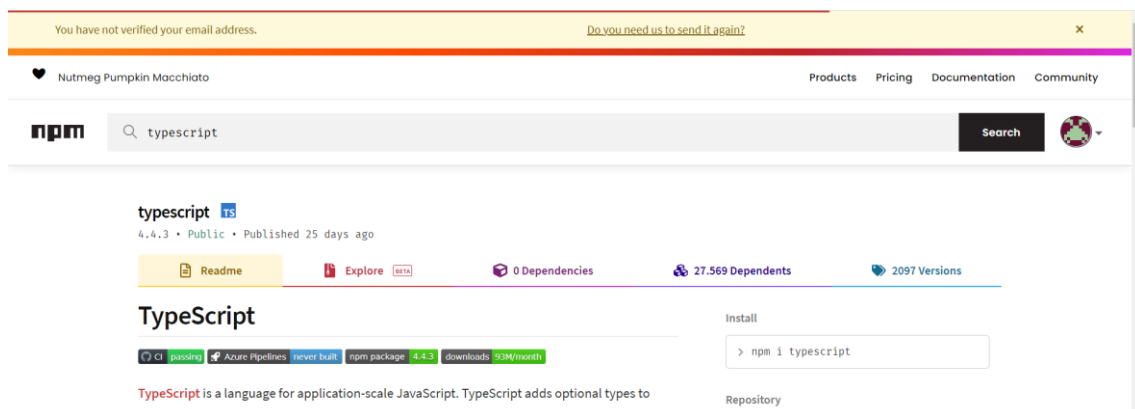 You have not verified your email address. Do you need us to send it again? ×
Nutmeg Pumpkin Macchiato Products Pricing Documentation Community
npm typescript Search
typescript TS
4.4.3 • Public • Published 25 days ago
Readme Explore BETA 0 Dependencies 27.569 Dependents 2097 Versions
TypeScript
Install
CI passing Azure Pipelines never built npm package 4.4.3 downloads 93M/month
> npm i typescript
TypeScript is a language for application-scale JavaScript. TypeScript adds optional types to
Repository